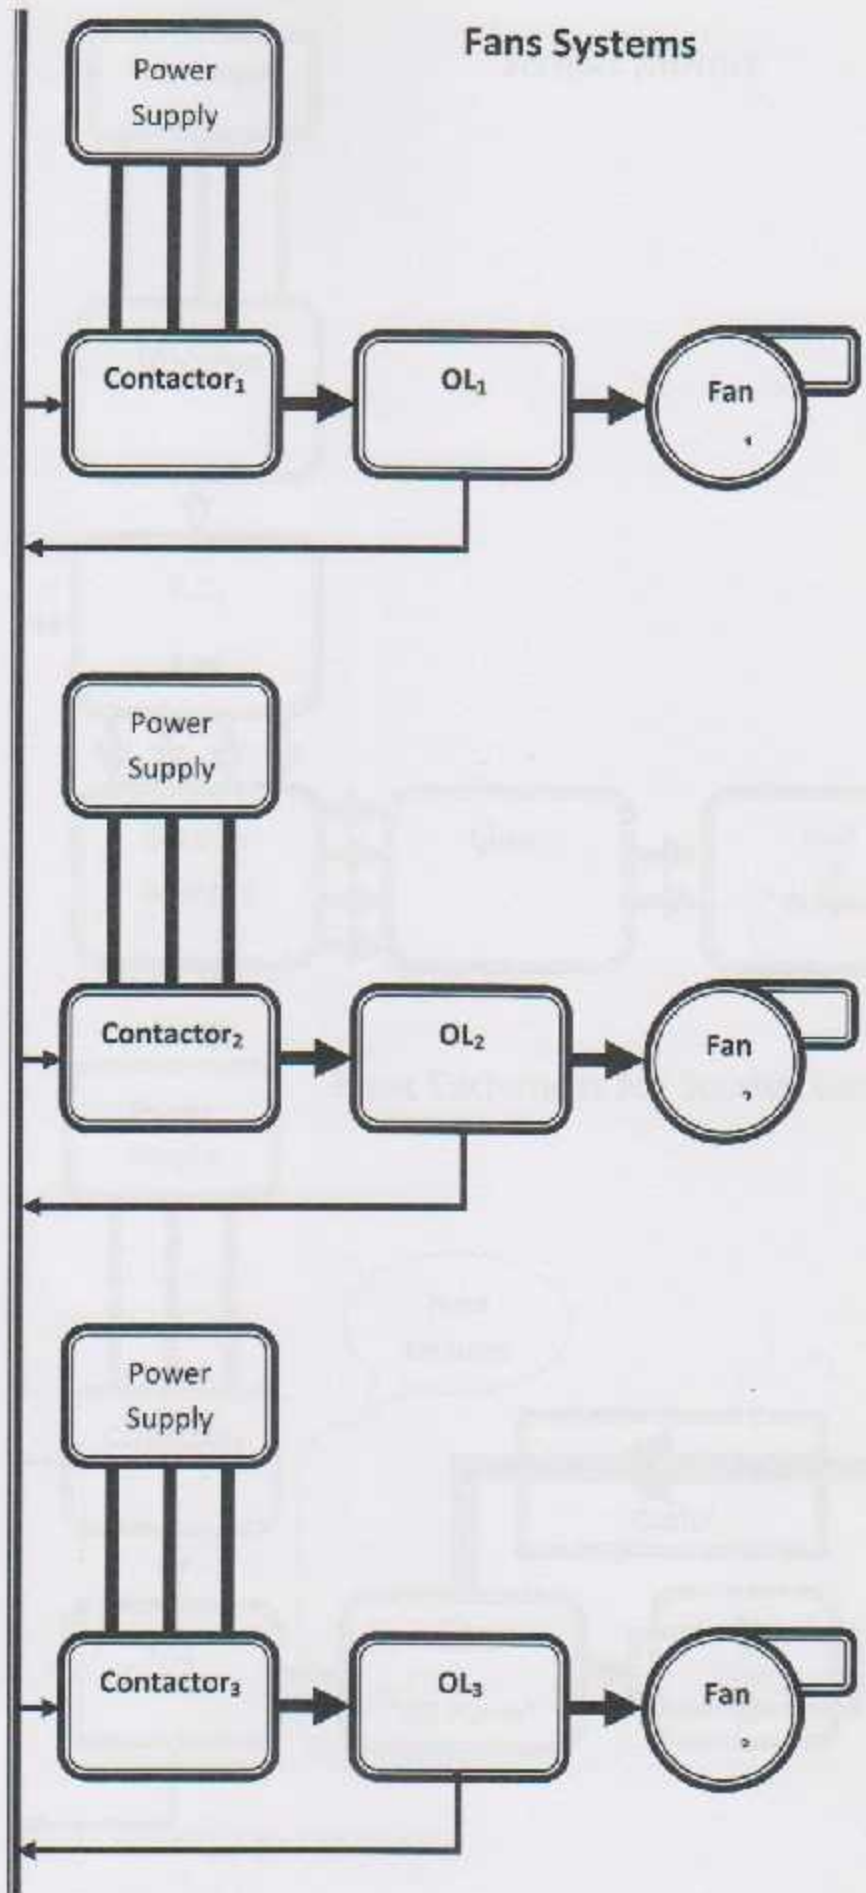 Fans Systems
Power
Supply
Contactor₁
OL₁
Fan
Power
Supply
Contactor₂
OL₂
Fan
Power
Supply
Contactor₃
OL₃
Fan